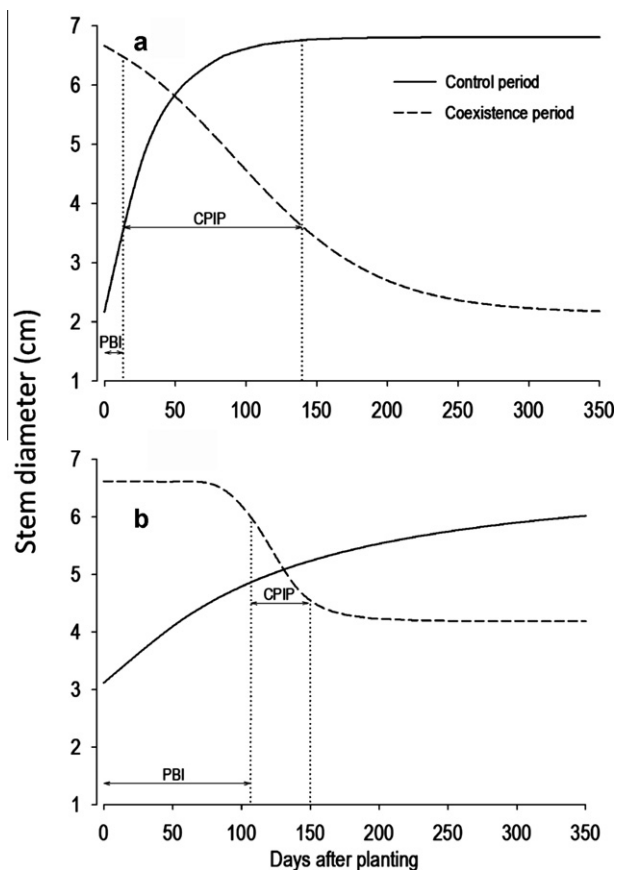 Stem diameter (cm)
7
6
5
4
3
2
1
a
Control period
Coexistence period
CPIP
PBI
0 50 100 150 200 250 300 350
7
6
5
4
3
2
1
b
CPIP
PBI
0 50 100 150 200 250 300 350
Days after planting